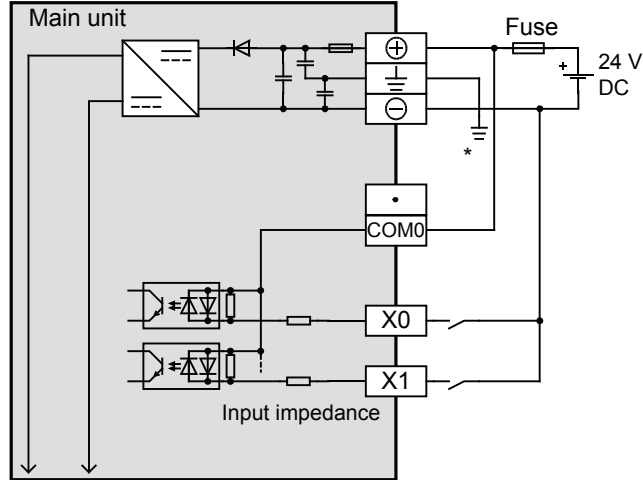 Main unit
Fuse
+
24 V
DC
*
COM0
X0
X1
Input impedance